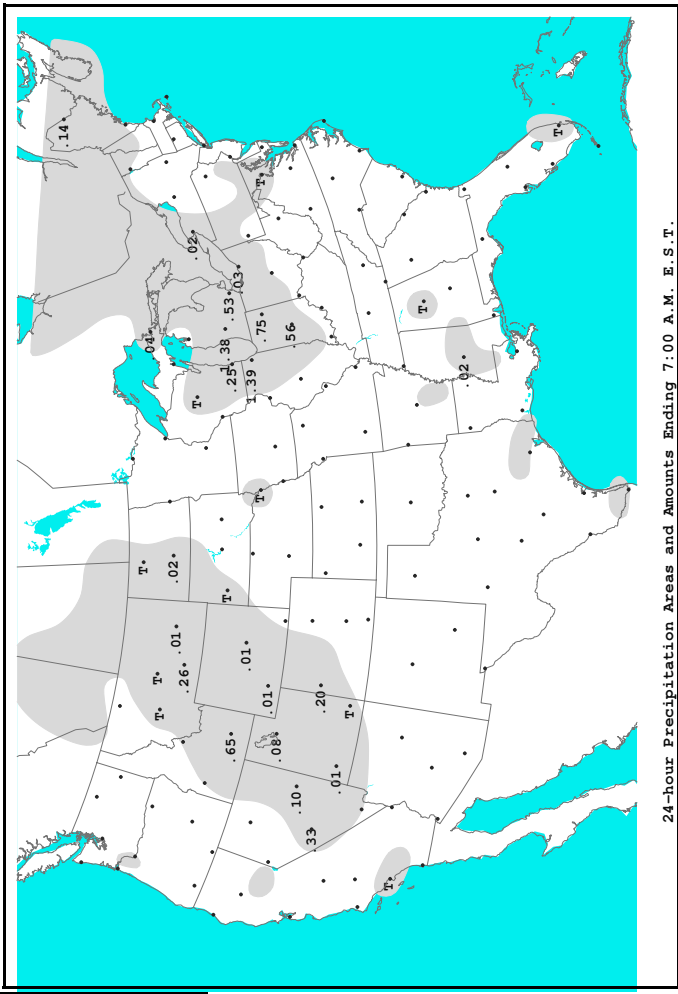 .14
T
.04
T
T
.02
.01
.26
.02
T
1.38
T
.53
.65
.25
.03
.01
1.39
T
T
.75
.01
.08
.56
.10
.33
.20
.01
T
T
T
.02
T
24-hour Precipitation Areas and Amounts Ending 7:00 A.M. E.S.T.